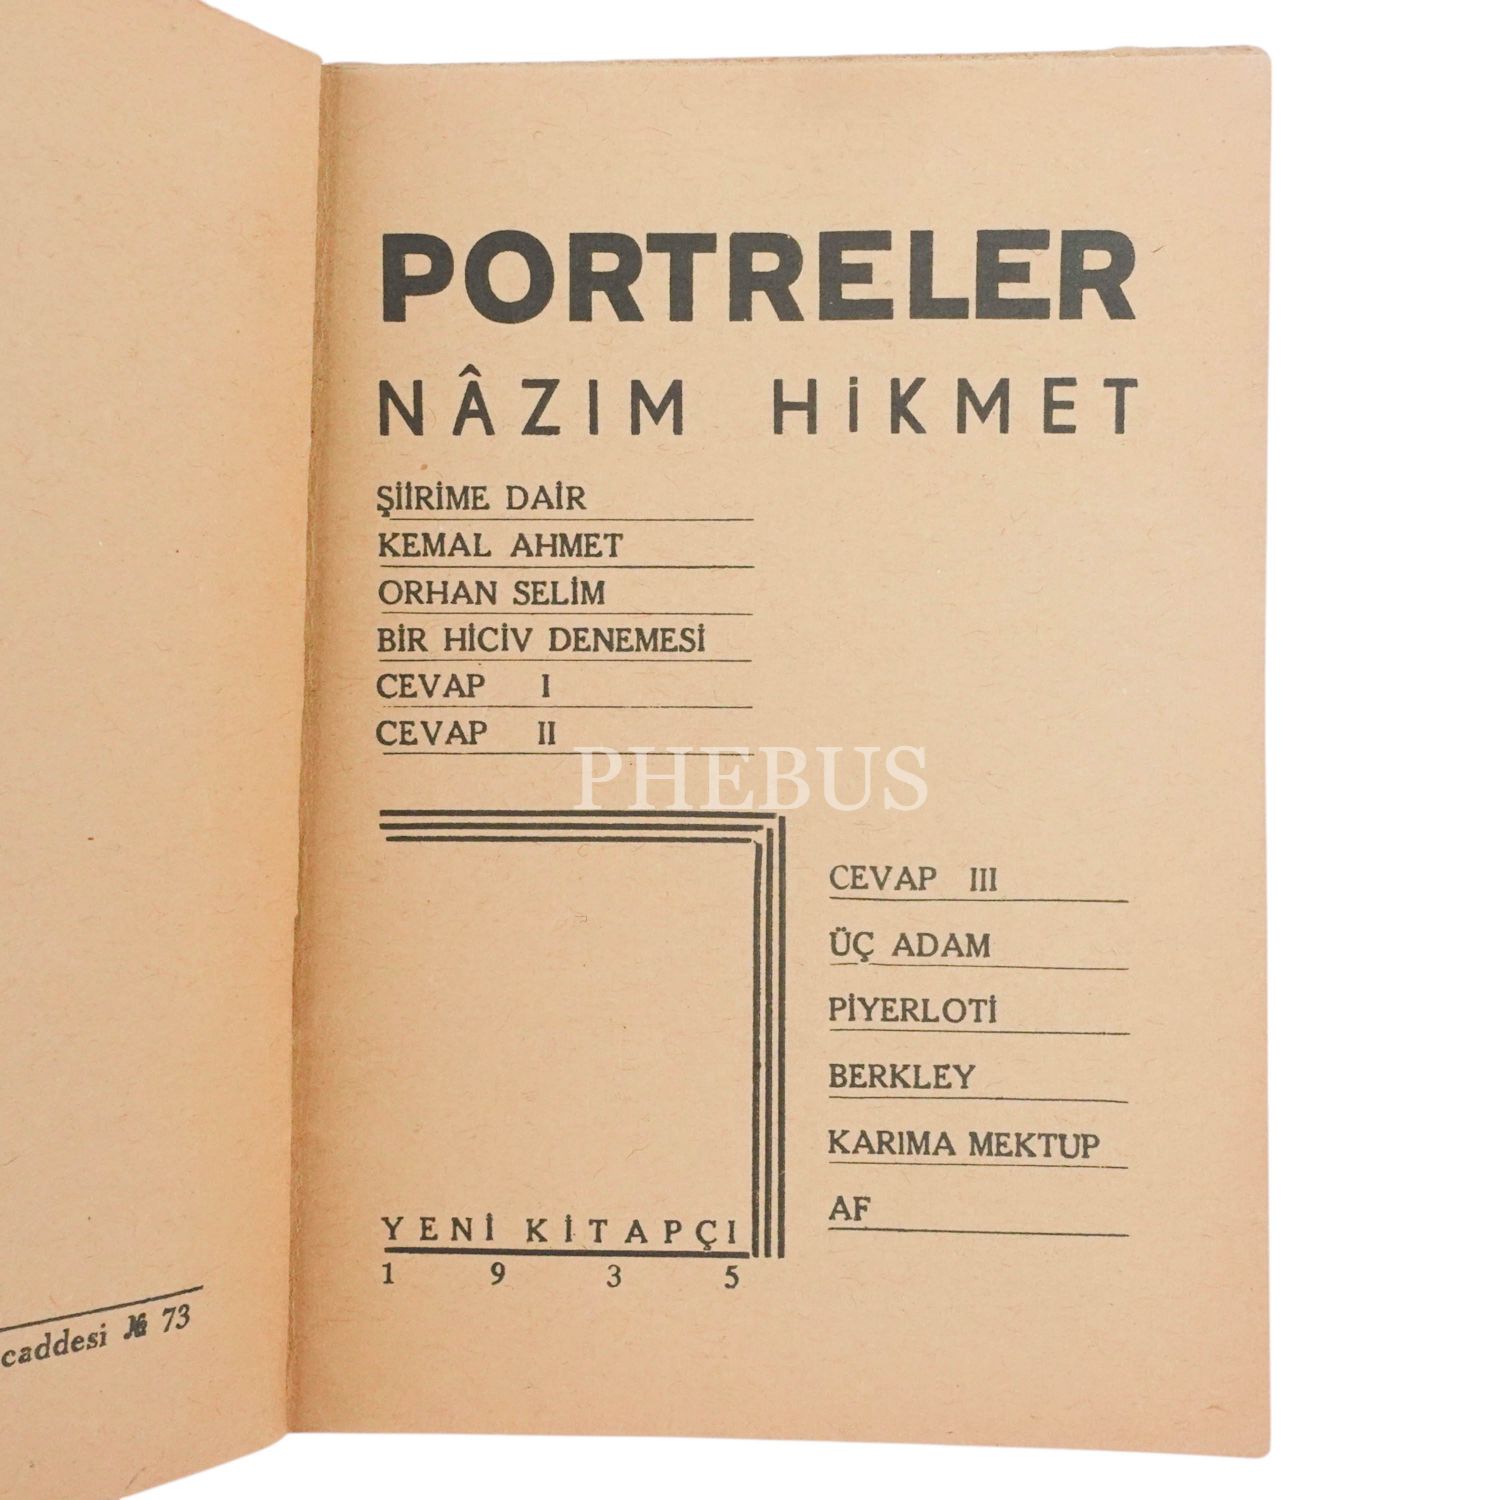 PORTRELER
NÂZIM HİKMET
ŞİİRİME DAİR
KEMAL AHMET
ORHAN SELİM
BİR HİCİV DENEMESİ
CEVAP I
CEVAP II
PHEBUS
CEVAP III
ÜÇ ADAM
PİYERLOTİ
BERKLEY
KARIMA MEKTUP
AF
YENİ KİTAPÇI
1 9 3 5
caddesi № 73